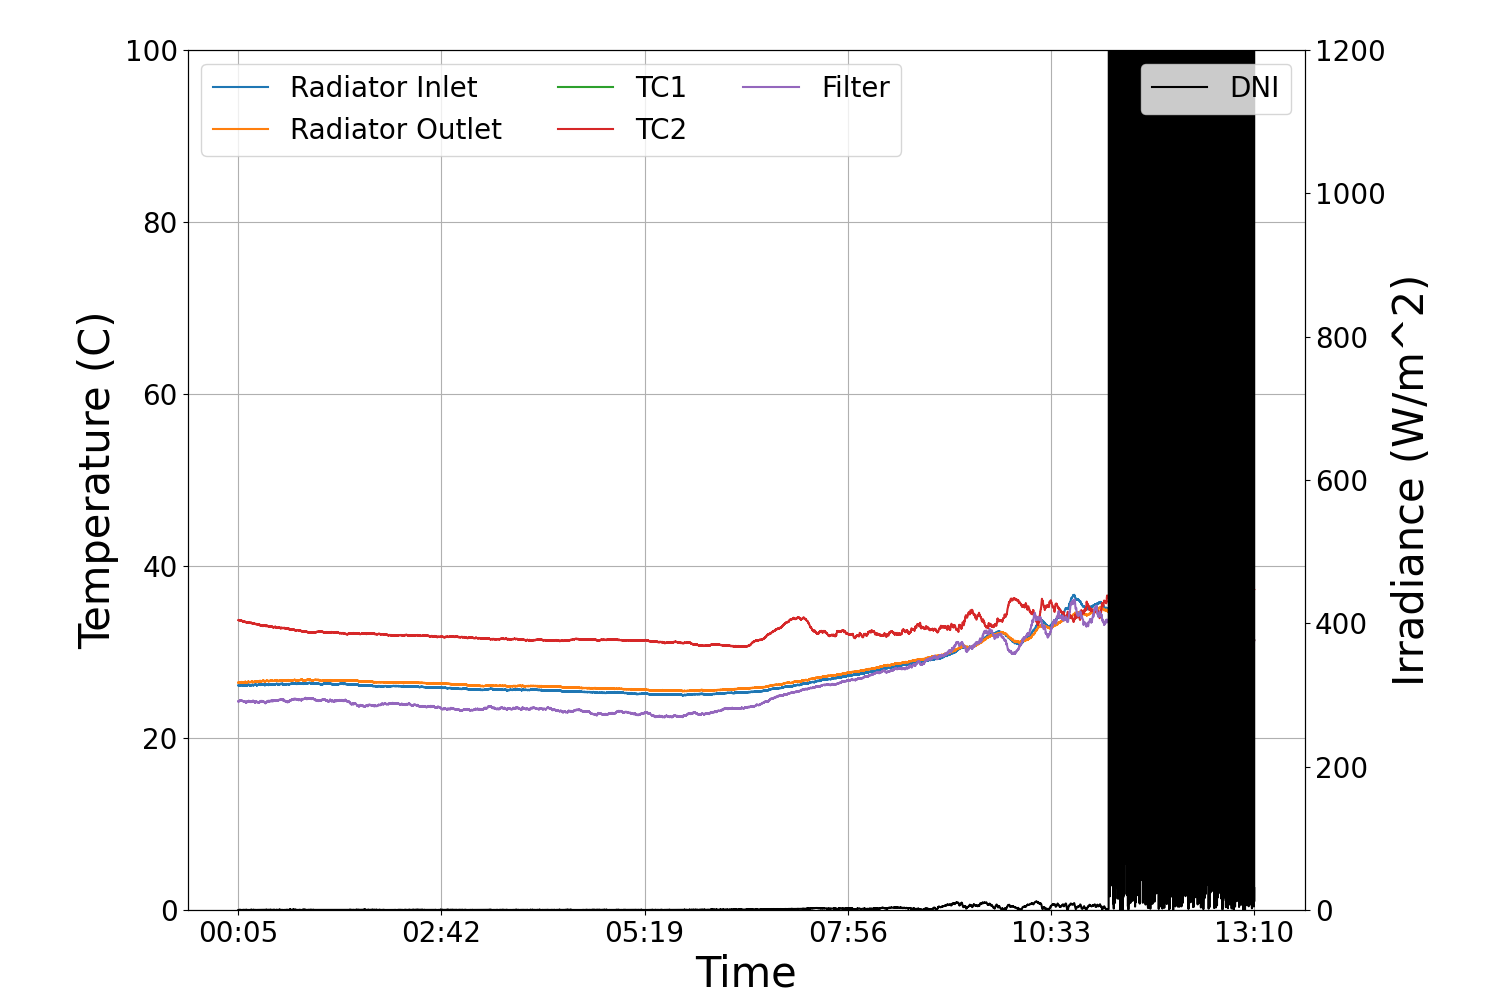 100
80
60
40
20
0
Temperature (C)
Radiator Inlet
Radiator Outlet
TC1
TC2
Filter
DNI
1200
1000
800
600
400
200
0
Irradiance (W/m^2)
00:05 02:42 05:19 07:56 10:33 13:10
Time